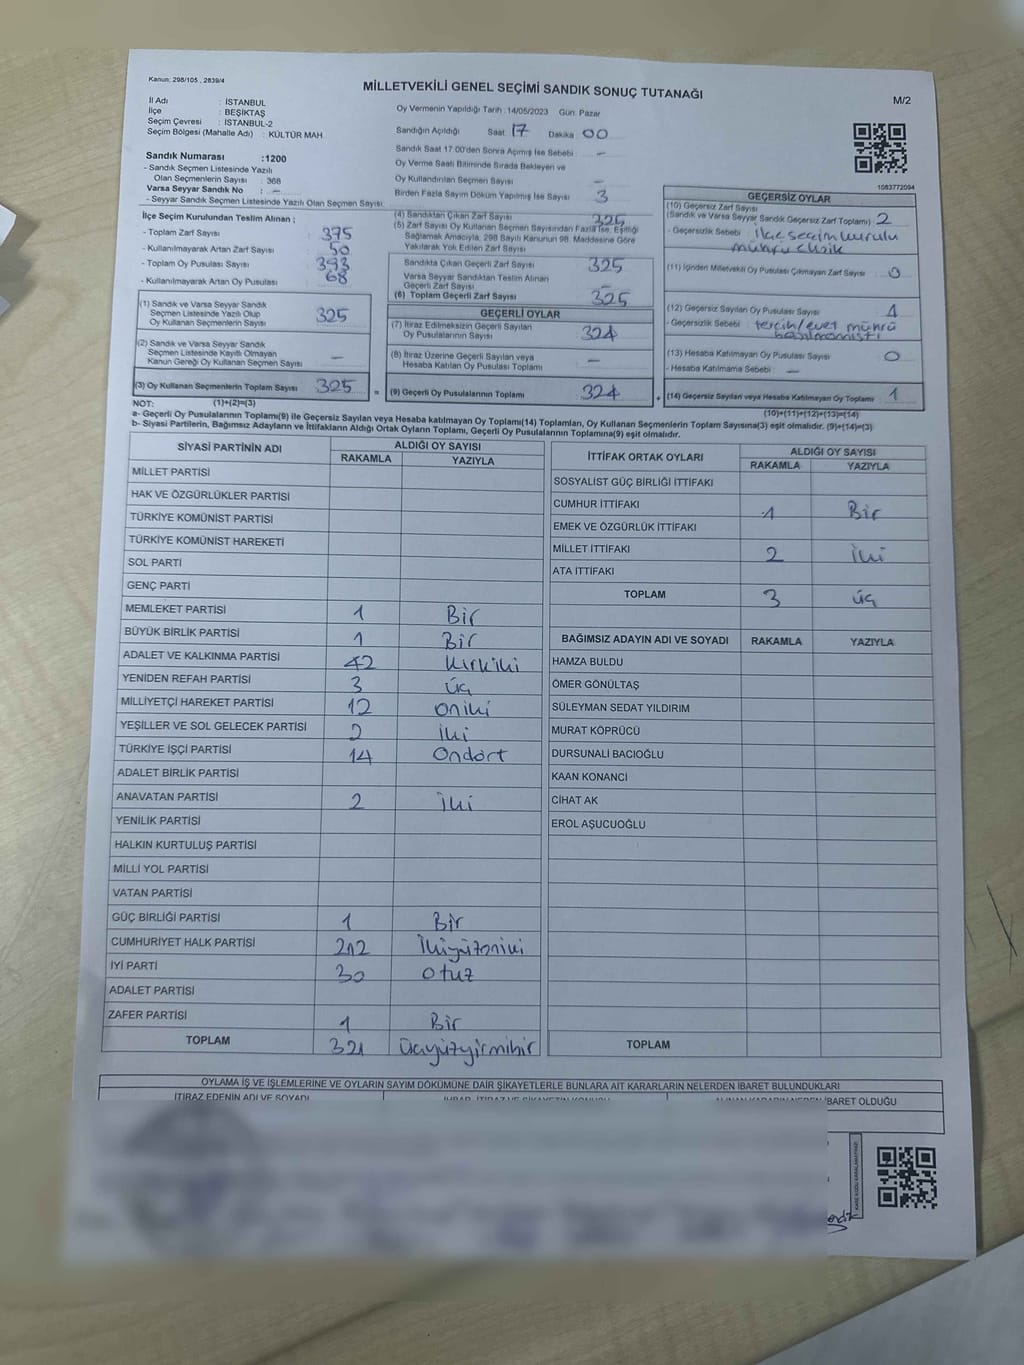 Kanun: 298/105 , 2839/4
MİLLETVEKİLİ GENEL SEÇİMİ SANDIK SONUÇ TUTANAĞI
M/2
İl Adı : İSTANBUL
İlçe : BEŞİKTAŞ
Seçim Çevresi : İSTANBUL-2
Seçim Bölgesi (Mahalle Adı) : KÜLTÜR MAH.
Oy Vermenin Yapıldığı Tarih : 14/05/2023 Gün: Pazar
Sandığın Açıldığı Saat 17 Dakika 00
Sandık Saat 17.00'den Sonra Açılmış İse Sebebi : -
Oy Verme Saati Bitiminde Sırada Bekleyen ve
Oy Kullandırılan Seçmen Sayısı -
Birden Fazla Sayım Döküm Yapılmış İse Sayısı 3
Sandık Numarası :1200
- Sandık Seçmen Listesinde Yazılı
Olan Seçmenlerin Sayısı : 368
Varsa Seyyar Sandık No : -
- Seyyar Sandık Seçmen Listesinde Yazılı Olan Seçmen Sayısı:
1083772094
İlçe Seçim Kurulundan Teslim Alınan ;
- Toplam Zarf Sayısı : 375
- Kullanılmayarak Artan Zarf Sayısı : 50
- Toplam Oy Pusulası Sayısı : 393
- Kullanılmayarak Artan Oy Pusulası : 68
(1) Sandık ve Varsa Seyyar Sandık
Seçmen Listesinde Yazılı Olup
Oy Kullanan Seçmenlerin Sayısı 325
(2) Sandık ve Varsa Seyyar Sandık
Seçmen Listesinde Kayıtlı Olmayan
Kanun Gereği Oy Kullanan Seçmen Sayısı -
(3) Oy Kullanan Seçmenlerin Toplam Sayısı 325 =
(4) Sandıktan Çıkan Zarf Sayısı 325
(5) Zarf Sayısı Oy Kullanan Seçmen Sayısından Fazla İse, Eşitliği
Sağlamak Amacıyla, 298 Sayılı Kanunun 98. Maddesine Göre
Yakılarak Yok Edilen Zarf Sayısı
Sandıkta Çıkan Geçerli Zarf Sayısı 325
Varsa Seyyar Sandıktan Teslim Alınan
Geçerli Zarf Sayısı -
(6) Toplam Geçerli Zarf Sayısı 325
GEÇERLİ OYLAR
(7) İtiraz Edilmeksizin Geçerli Sayılan
Oy Pusulalarının Sayısı 324
(8) İtiraz Üzerine Geçerli Sayılan veya
Hesaba Katılan Oy Pusulası Toplamı -
(9) Geçerli Oy Pusulalarının Toplamı 324 +
GEÇERSİZ OYLAR
(10) Geçersiz Zarf Sayısı
(Sandık ve Varsa Seyyar Sandık Geçersiz Zarf Toplamı) 2
- Geçersizlik Sebebi : ilçe seçim kurulu
mührü eksik
(11) İçinden Milletvekili Oy Pusulası Çıkmayan Zarf Sayısı : 0
(12) Geçersiz Sayılan Oy Pusulası Sayısı : 1
- Geçersizlik Sebebi : tercih/evet mührü
basılmamıştı
(13) Hesaba Katılmayan Oy Pusulası Sayısı : 0
- Hesaba Katılmama Sebebi : -
(14) Geçersiz Sayılan veya Hesaba Katılmayan Oy Toplamı : 1
NOT: (1)+(2)=(3)
(10)+(11)+(12)+(13)=(14)
a- Geçerli Oy Pusulalarının Toplamı(9) ile Geçersiz Sayılan veya Hesaba katılmayan Oy Toplamı(14) Toplamları, Oy Kullanan Seçmenlerin Toplam Sayısına(3) eşit olmalıdır. (9)+(14)=(3)
b- Siyasi Partilerin, Bağımsız Adayların ve İttifakların Aldığı Ortak Oyların Toplamı, Geçerli Oy Pusulalarının Toplamına(9) eşit olmalıdır.
SİYASİ PARTİNİN ADI ALDIĞI OY SAYISI
RAKAMLA YAZIYLA
MİLLET PARTİSİ
HAK VE ÖZGÜRLÜKLER PARTİSİ
TÜRKİYE KOMÜNİST PARTİSİ
TÜRKİYE KOMÜNİST HAREKETİ
SOL PARTİ
GENÇ PARTİ
MEMLEKET PARTİSİ 1 Bir
BÜYÜK BİRLİK PARTİSİ 1 Bir
ADALET VE KALKINMA PARTİSİ 42 Kırkiki
YENİDEN REFAH PARTİSİ 3 Üç
MİLLİYETÇİ HAREKET PARTİSİ 12 oniki
YEŞİLLER VE SOL GELECEK PARTİSİ 2 İki
TÜRKİYE İŞÇİ PARTİSİ 14 Ondört
ADALET BİRLİK PARTİSİ
ANAVATAN PARTİSİ 2 İki
YENİLİK PARTİSİ
HALKIN KURTULUŞ PARTİSİ
MİLLİ YOL PARTİSİ
VATAN PARTİSİ
GÜÇ BİRLİĞİ PARTİSİ 1 Bir
CUMHURİYET HALK PARTİSİ 212 İkiyüzoniki
İYİ PARTİ 30 otuz
ADALET PARTİSİ
ZAFER PARTİSİ 1 Bir
TOPLAM 321 Üçyüzyirmibir
İTTİFAK ORTAK OYLARI ALDIĞI OY SAYISI
RAKAMLA YAZIYLA
SOSYALİST GÜÇ BİRLİĞİ İTTİFAKI
CUMHUR İTTİFAKI 1 Bir
EMEK VE ÖZGÜRLÜK İTTİFAKI
MİLLET İTTİFAKI 2 İki
ATA İTTİFAKI
TOPLAM 3 üç
BAĞIMSIZ ADAYIN ADI VE SOYADI RAKAMLA YAZIYLA
HAMZA BULDU
ÖMER GÖNÜLTAŞ
SÜLEYMAN SEDAT YILDIRIM
MURAT KÖPRÜCÜ
DURSUNALİ BACIOĞLU
KAAN KONANCİ
CİHAT AK
EROL AŞUCUOĞLU
TOPLAM
OYLAMA İŞ VE İŞLEMLERİNE VE OYLARIN SAYIM DÖKÜMÜNE DAİR ŞİKAYETLERLE BUNLARA AİT KARARLARIN NELERDEN İBARET BULUNDUKLARI
İTİRAZ EDENİN ADI VE SOYADI İHBAR, İTİRAZ VE ŞİKAYETİN KONUSU ALINAN KARARIN NEDEN İBARET OLDUĞU